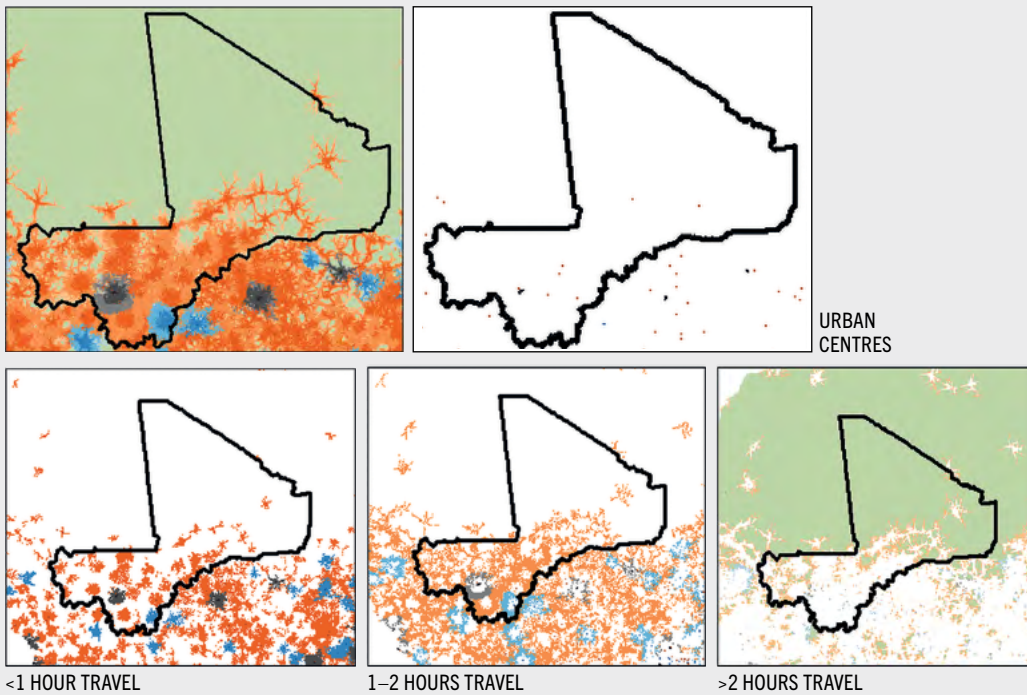 URBAN
CENTRES
<1 HOUR TRAVEL
1–2 HOURS TRAVEL
>2 HOURS TRAVEL